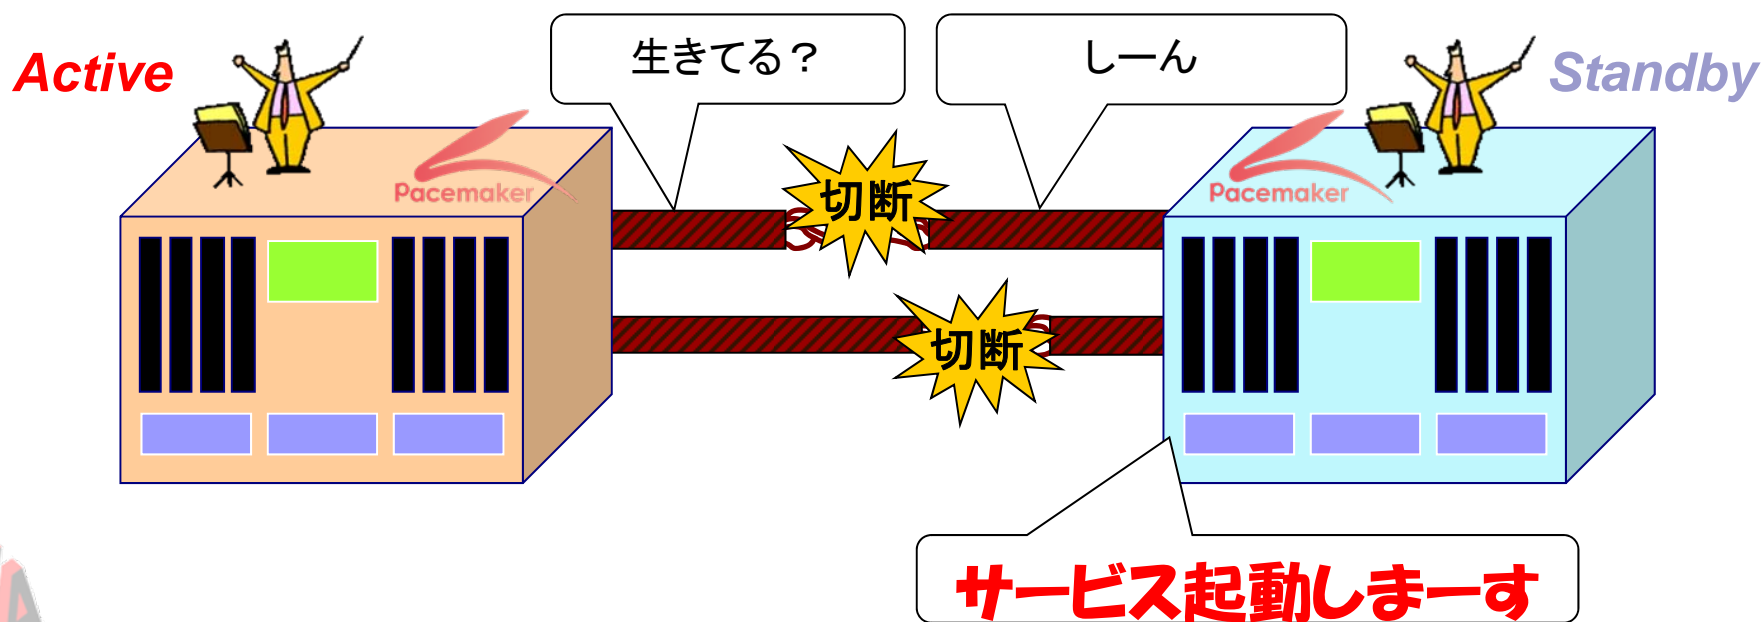 生きてる？
しーん
Active
Standby
Pacemaker
Pacemaker
切断
切断
サービス起動しまーす